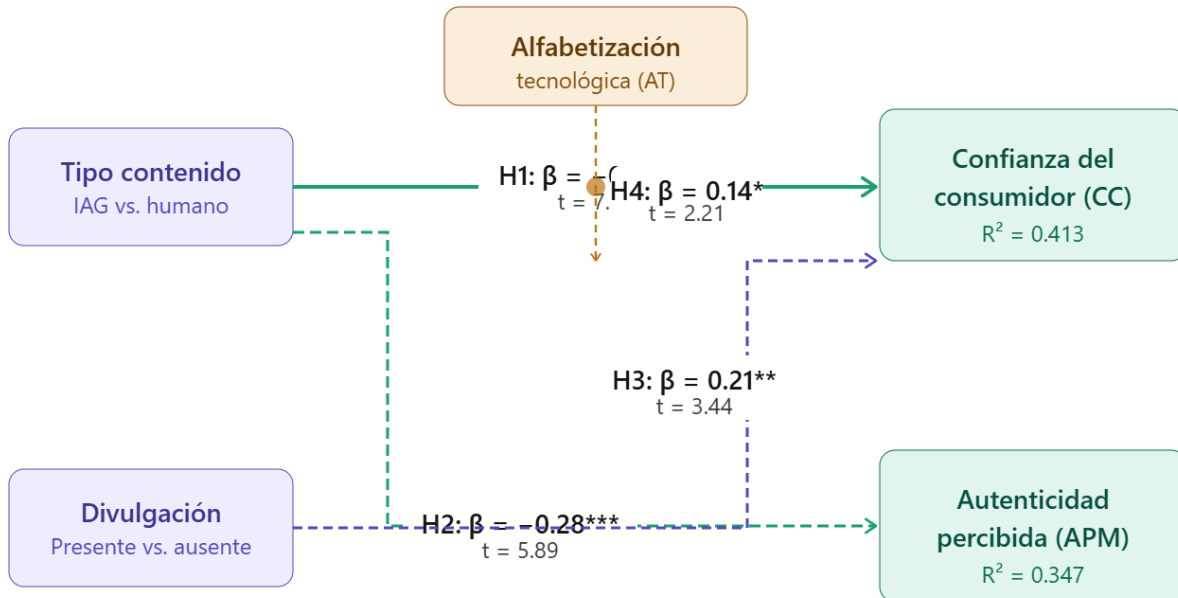 Alfabetización
tecnológica (AT)
Tipo contenido
IAG vs. humano
H1: β = −
t = 7.
H4: β = 0.14*
t = 2.21
Confianza del
consumidor (CC)
R² = 0.413
H3: β = 0.21**
t = 3.44
Divulgación
Presente vs. ausente
H2: β = −0.28***
t = 5.89
Autenticidad
percibida (APM)
R² = 0.347